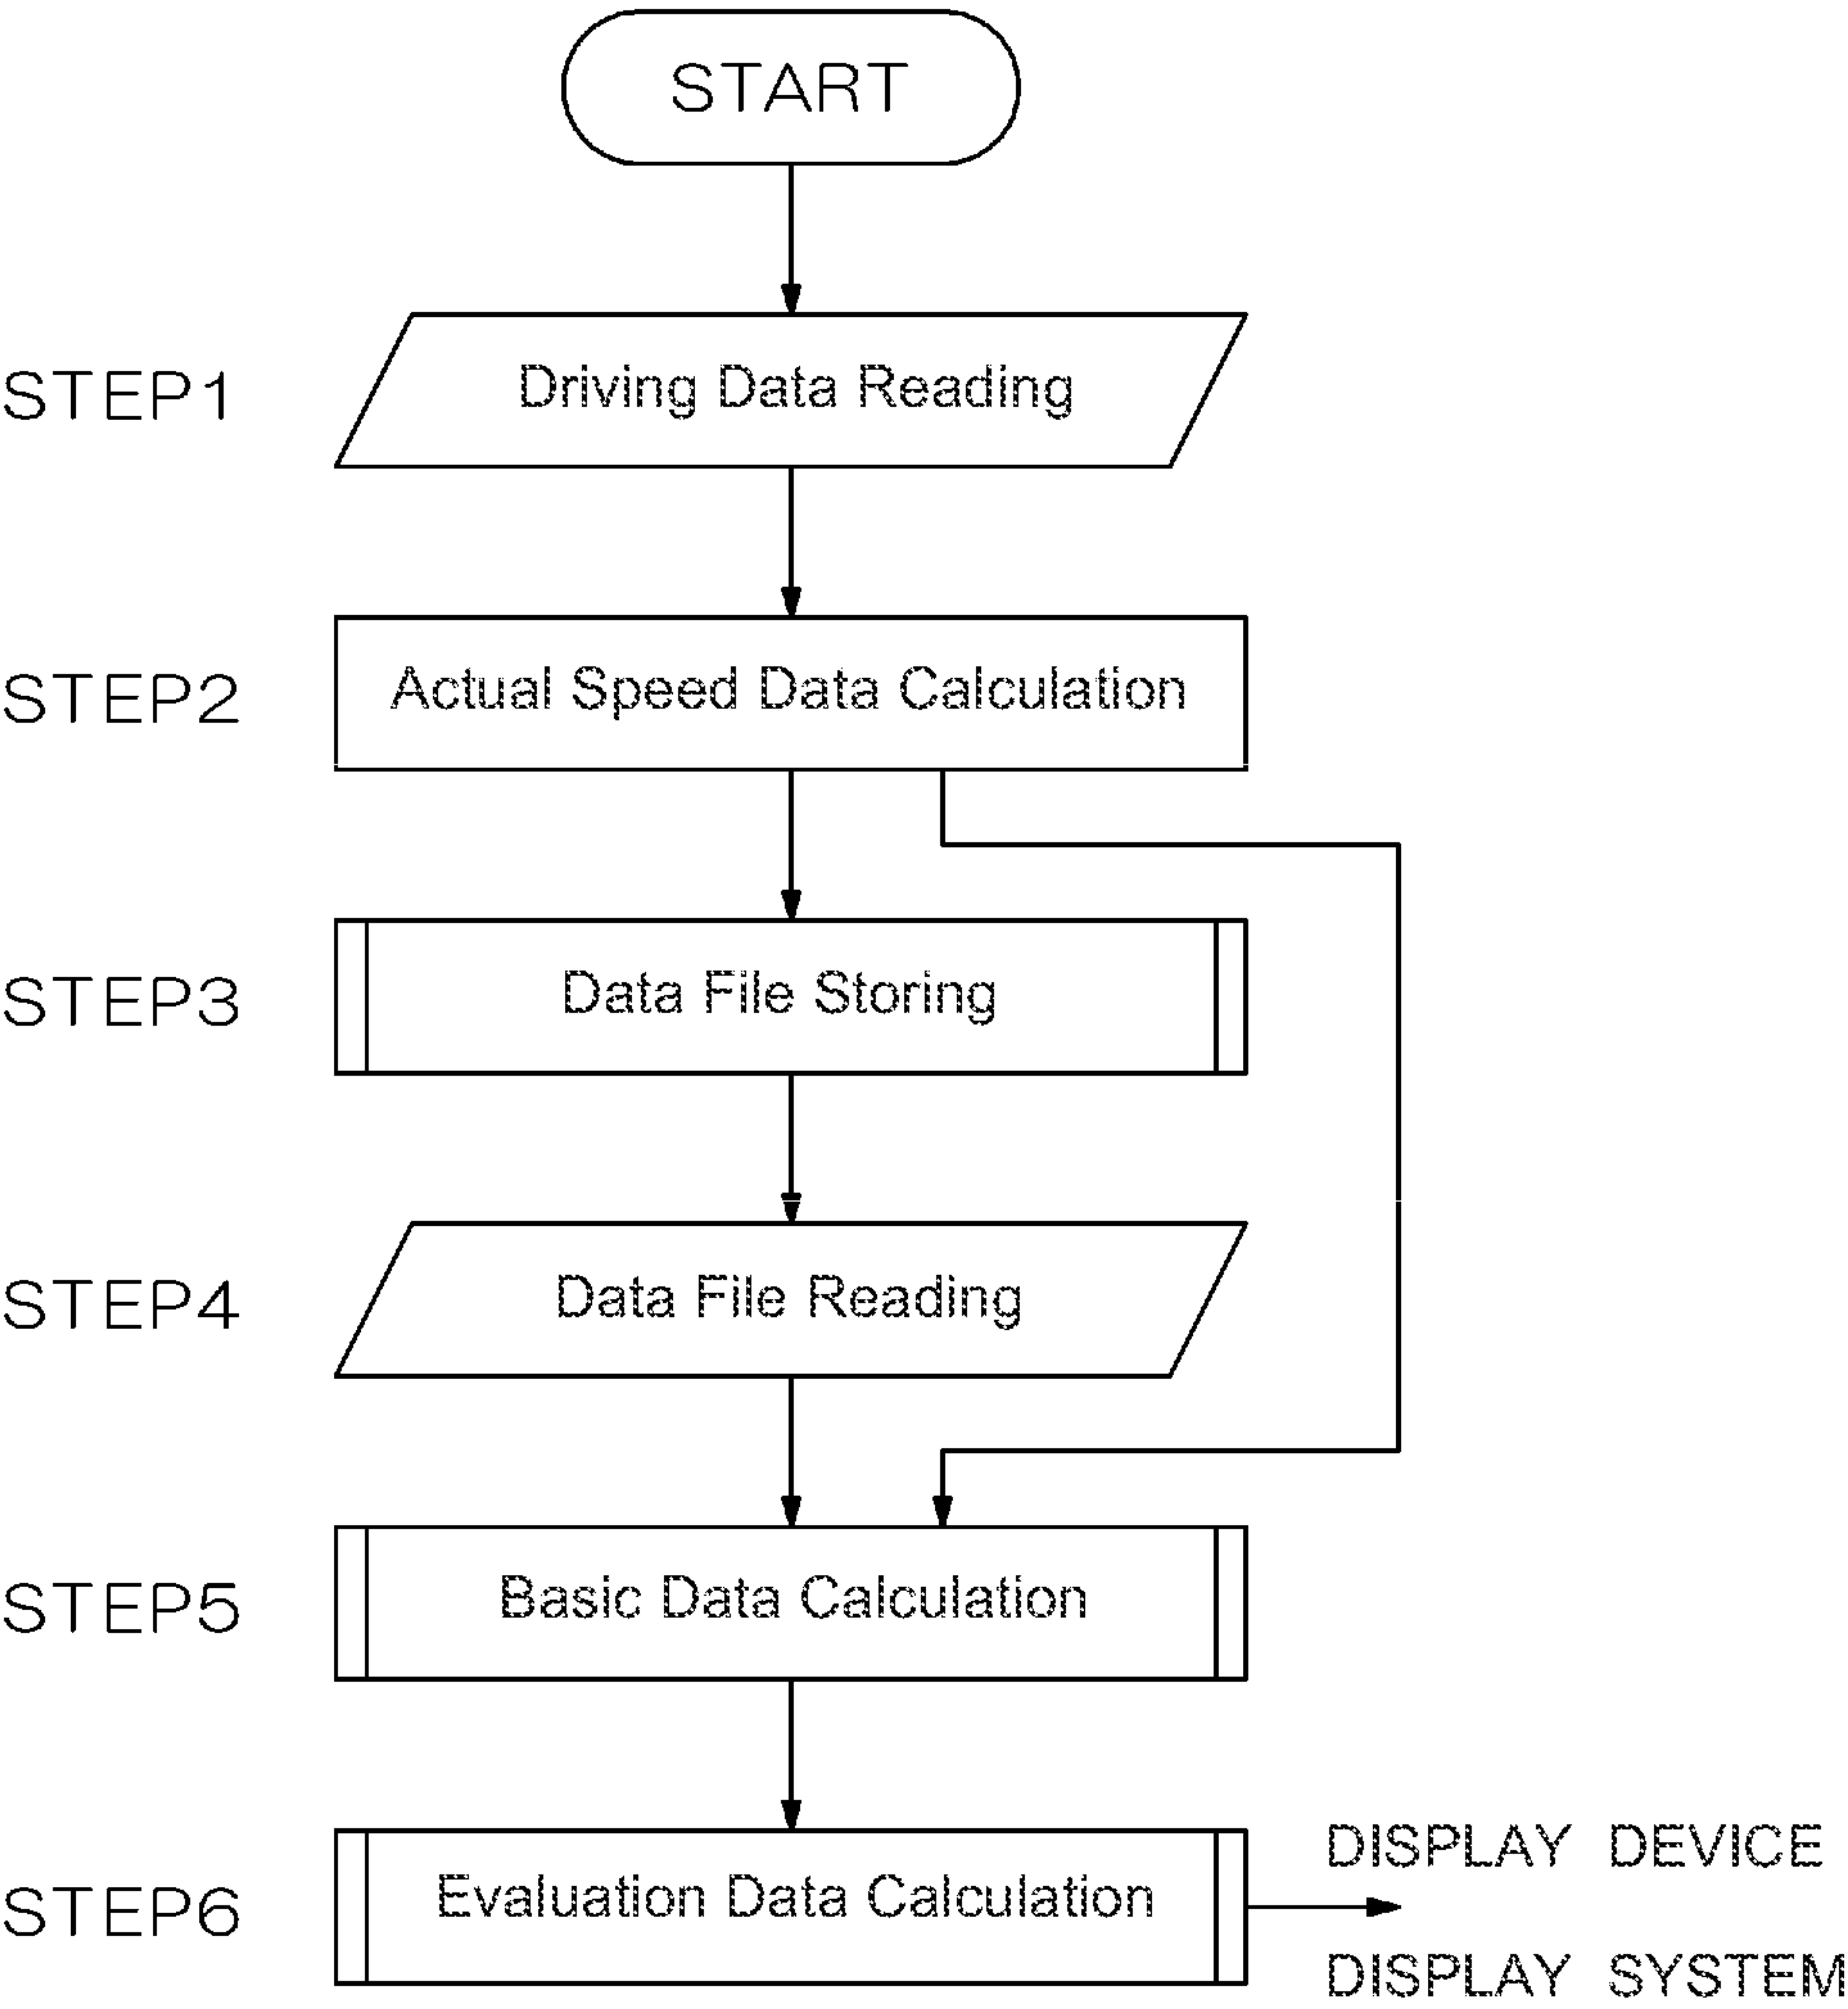 START
STEP1
Driving Data Reading
STEP2
Actual Speed Data Calculation
STEP3
Data File Storing
STEP4
Data File Reading
STEP5
Basic Data Calculation
STEP6
Evaluation Data Calculation
DISPLAY DEVICE
DISPLAY SYSTEM